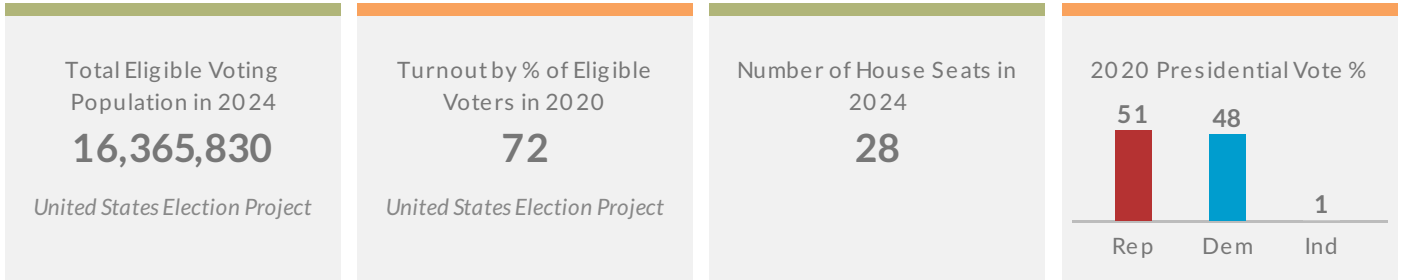 Total Eligible Voting
Population in 2024
16,365,830
United States Election Project
Turnout by % of Eligible
Voters in 2020
72
United States Election Project
Number of House Seats in
2024
28
2020 Presidential Vote %
51
48
1
Rep
Dem
Ind